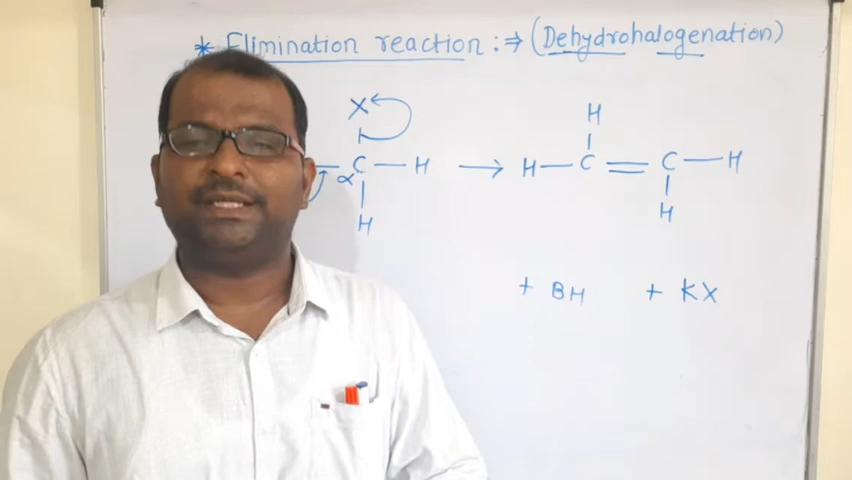 * Elimination reaction :⇒ (Dehydrohalogenation)
X H
C — H → H — C = C — H
α
H H
+ BH + KX